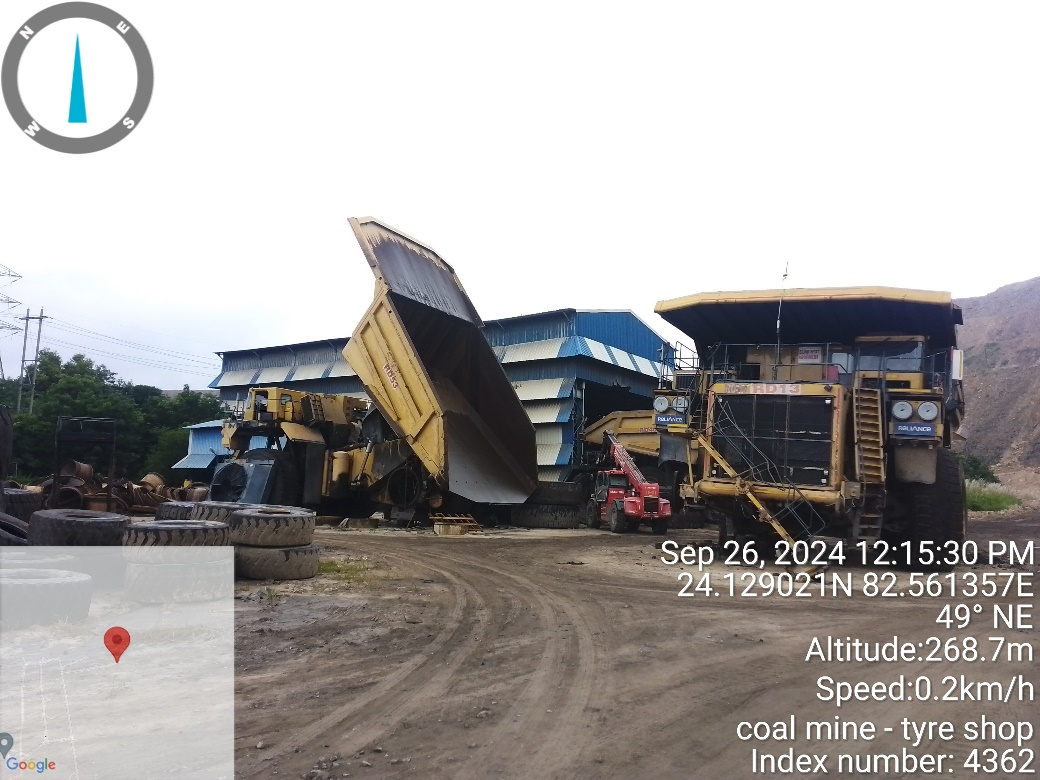 N
E
W
S
RD53
RD13
RELIANCE
RELIANCE
Sep 26, 2024 12:15:30 PM
24.129021N 82.561357E
49° NE
Altitude:268.7m
Speed:0.2km/h
coal mine - tyre shop
Index number: 4362
Google